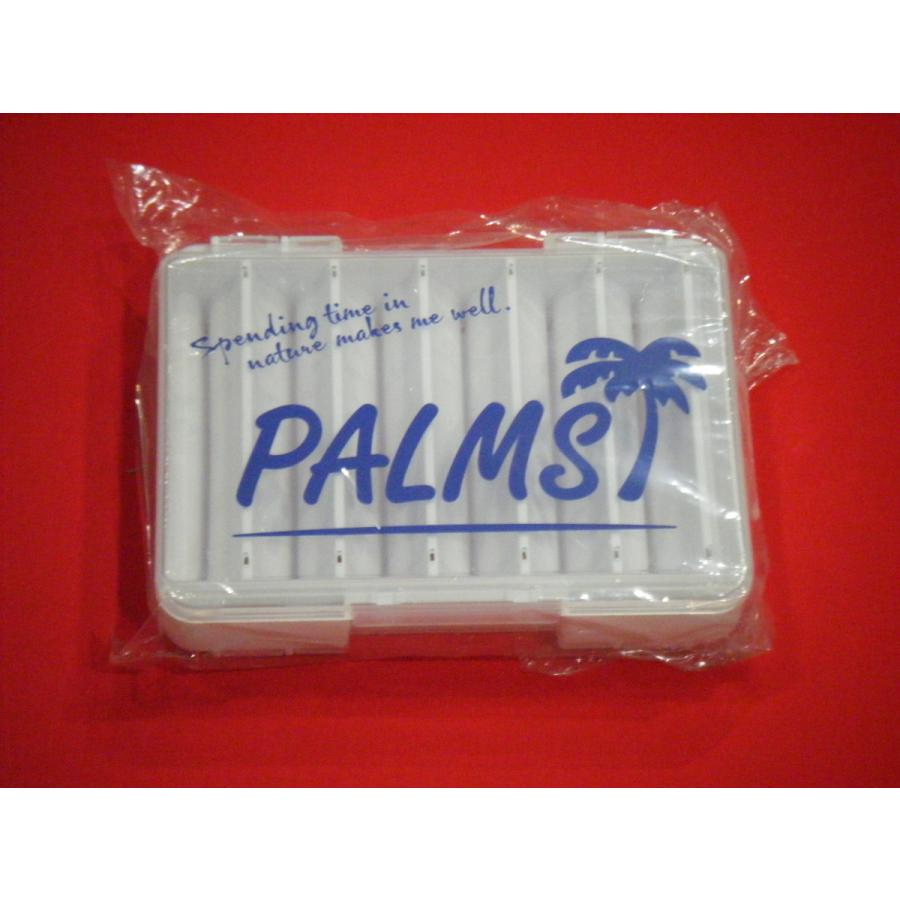 Spending time in
nature makes me well.
PALMS